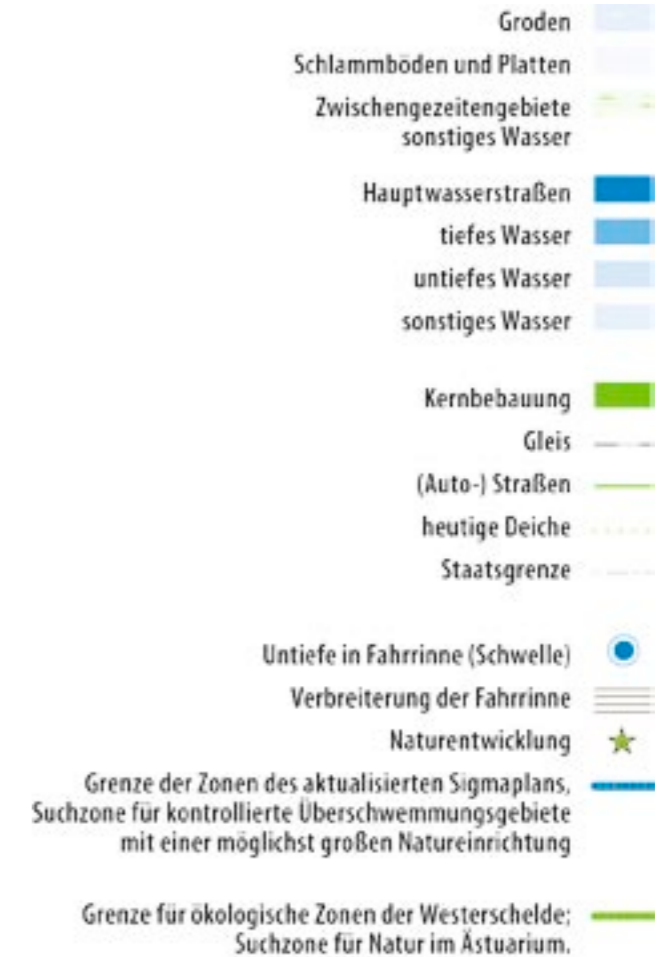 Groden
Schlammböden und Platten
Zwischengezeitengebiete
sonstiges Wasser
Hauptwasserstraßen
tiefes Wasser
untiefes Wasser
sonstiges Wasser
Kernbebauung
Gleis
(Auto-) Straßen
heutige Deiche
Staatsgrenze
Untiefe in Fahrrinne (Schwelle)
Verbreiterung der Fahrrinne
Naturentwicklung
Grenze der Zonen des aktualisierten Sigmaplans,
Suchzone für kontrollierte Überschwemmungsgebiete
mit einer möglichst großen Natureinrichtung
Grenze für ökologische Zonen der Westerschelde;
Suchzone für Natur im Ästuarium.